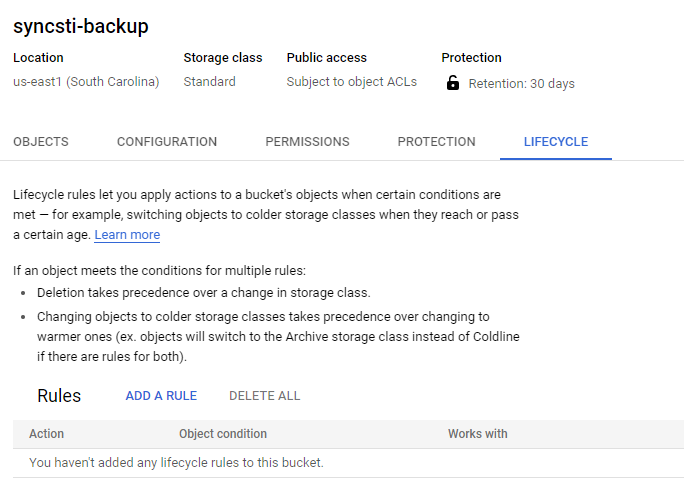 syncsti-backup
Location Storage class Public access Protection
us-east1 (South Carolina) Standard Subject to object ACLs Retention: 30 days
OBJECTS CONFIGURATION PERMISSIONS PROTECTION LIFECYCLE
Lifecycle rules let you apply actions to a bucket's objects when certain conditions are
met — for example, switching objects to colder storage classes when they reach or pass
a certain age. Learn more
If an object meets the conditions for multiple rules:
• Deletion takes precedence over a change in storage class.
• Changing objects to colder storage classes takes precedence over changing to
warmer ones (ex. objects will switch to the Archive storage class instead of Coldline
if there are rules for both).
Rules ADD A RULE DELETE ALL
Action Object condition Works with
You haven't added any lifecycle rules to this bucket.